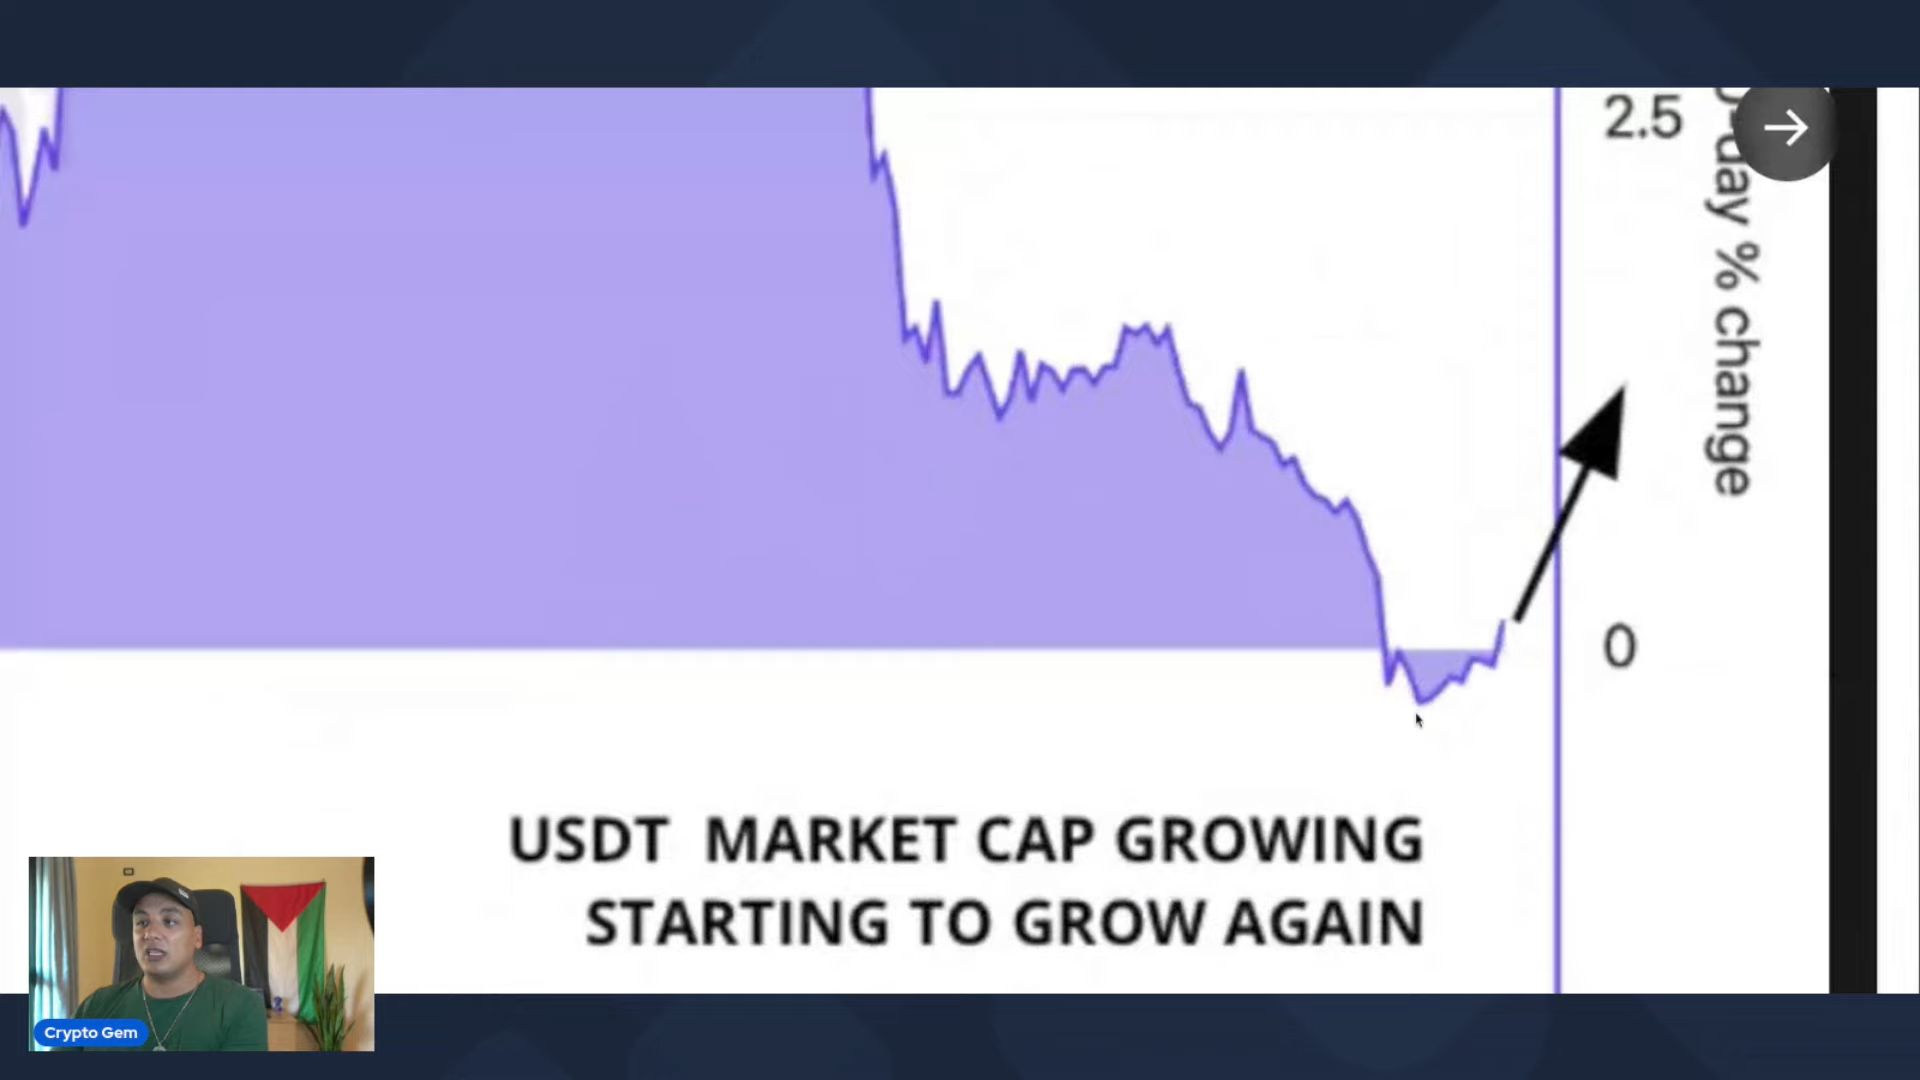 2.5
day % change
0
USDT MARKET CAP GROWING
STARTING TO GROW AGAIN
Crypto Gem